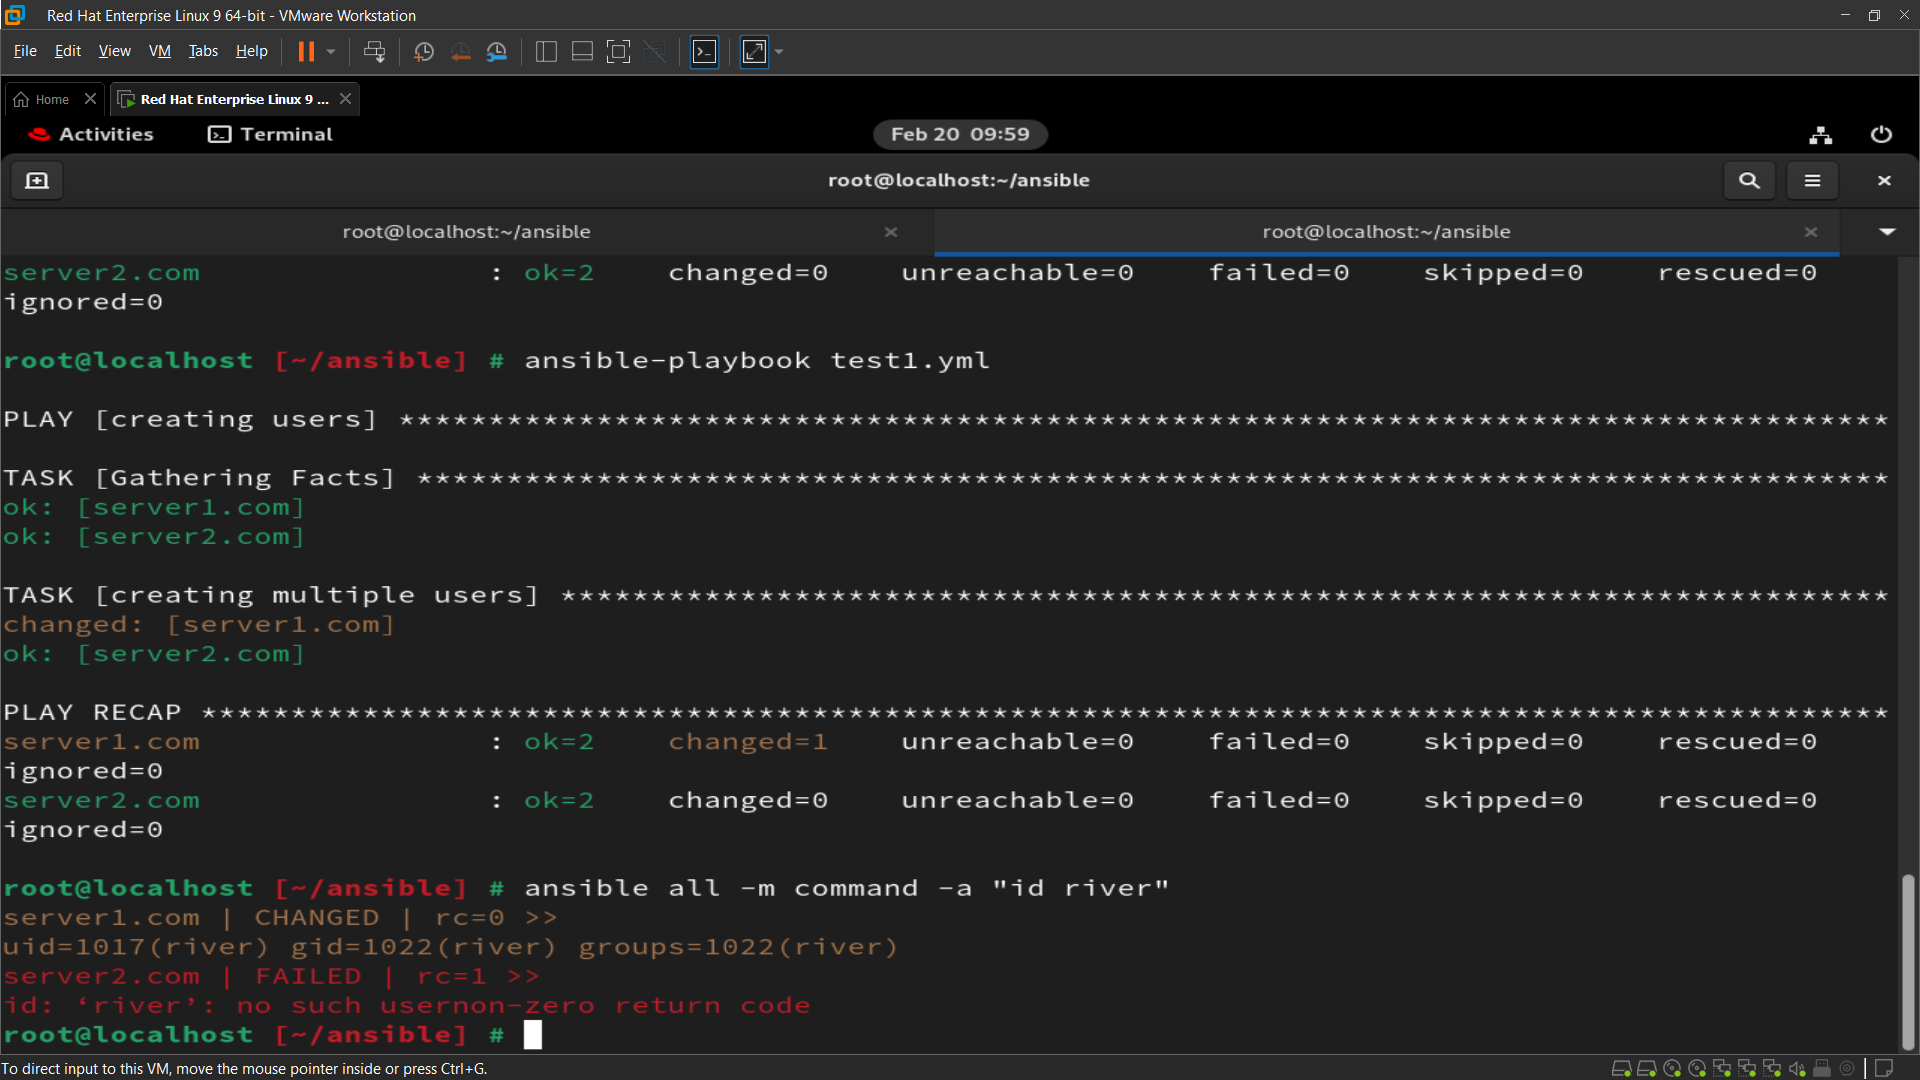 Red Hat Enterprise Linux 9 64-bit - VMware Workstation
File Edit View VM Tabs Help
Home Red Hat Enterprise Linux 9 ...
Activities Terminal Feb 20 09:59
root@localhost:~/ansible
root@localhost:~/ansible root@localhost:~/ansible
server2.com : ok=2 changed=0 unreachable=0 failed=0 skipped=0 rescued=0
ignored=0
root@localhost [~/ansible] # ansible-playbook test1.yml
PLAY [creating users] ***********************************************************************************
TASK [Gathering Facts] **********************************************************************************
ok: [server1.com]
ok: [server2.com]
TASK [creating multiple users] **************************************************************************
changed: [server1.com]
ok: [server2.com]
PLAY RECAP **********************************************************************************************
server1.com : ok=2 changed=1 unreachable=0 failed=0 skipped=0 rescued=0
ignored=0
server2.com : ok=2 changed=0 unreachable=0 failed=0 skipped=0 rescued=0
ignored=0
root@localhost [~/ansible] # ansible all -m command -a "id river"
server1.com | CHANGED | rc=0 >>
uid=1017(river) gid=1022(river) groups=1022(river)
server2.com | FAILED | rc=1 >>
id: ‘river’: no such usernon-zero return code
root@localhost [~/ansible] #
To direct input to this VM, move the mouse pointer inside or press Ctrl+G.